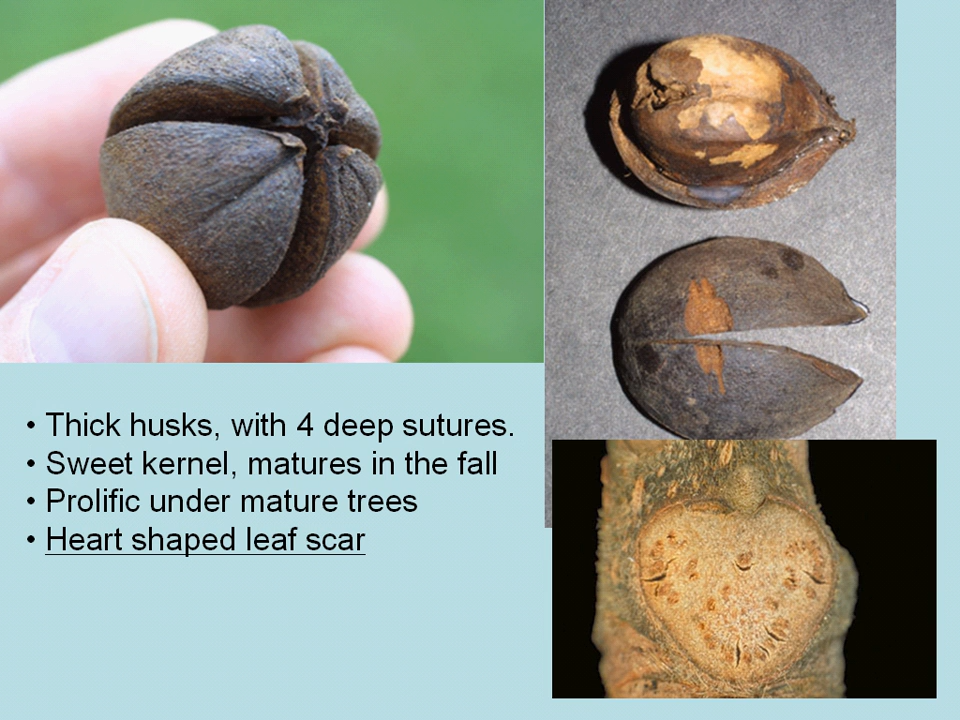 • Thick husks, with 4 deep sutures.
• Sweet kernel, matures in the fall
• Prolific under mature trees
• Heart shaped leaf scar